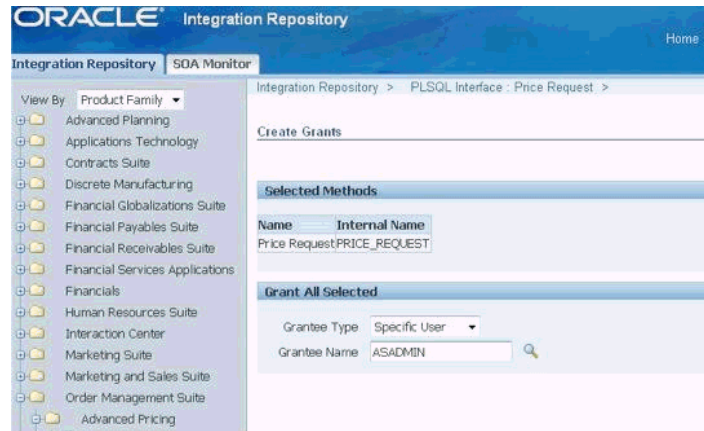 ORACLE® Integration Repository
Home
Integration Repository SOA Monitor
Integration Repository > PLSQL Interface : Price Request >
View By Product Family
Advanced Planning
Applications Technology
Contracts Suite
Discrete Manufacturing
Financial Globalizations Suite
Financial Payables Suite
Financial Receivables Suite
Financial Services Applications
Financials
Human Resources Suite
Interaction Center
Marketing Suite
Marketing and Sales Suite
Order Management Suite
Advanced Pricing
Create Grants
Selected Methods
Name Internal Name
Price Request PRICE_REQUEST
Grant All Selected
Grantee Type Specific User
Grantee Name ASADMIN